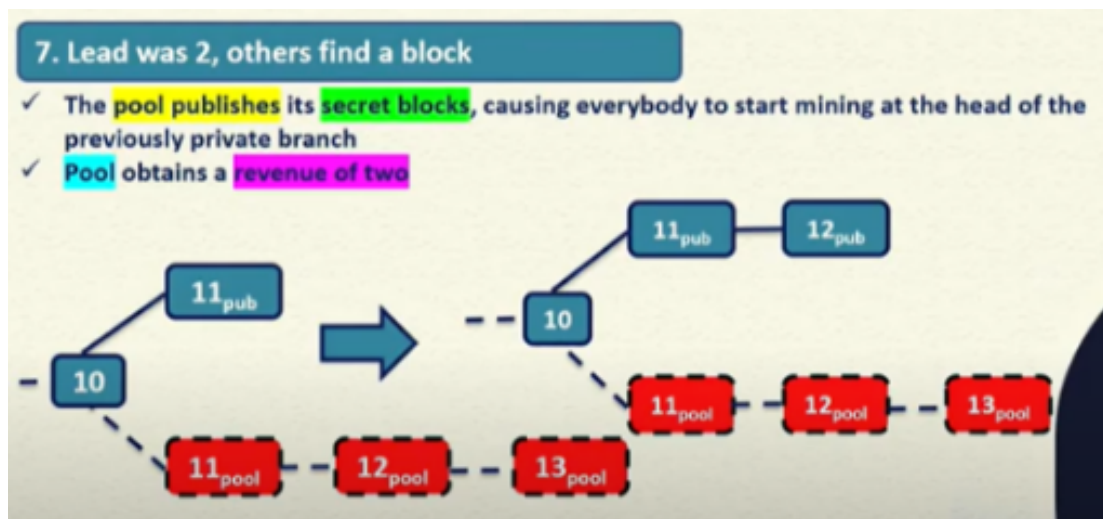 7. Lead was 2, others find a block
✓ The pool publishes its secret blocks, causing everybody to start mining at the head of the
previously private branch
✓ Pool obtains a revenue of two
11pub 12pub
11pub
10
10
11pool 12pool 13pool
11pool 12pool 13pool